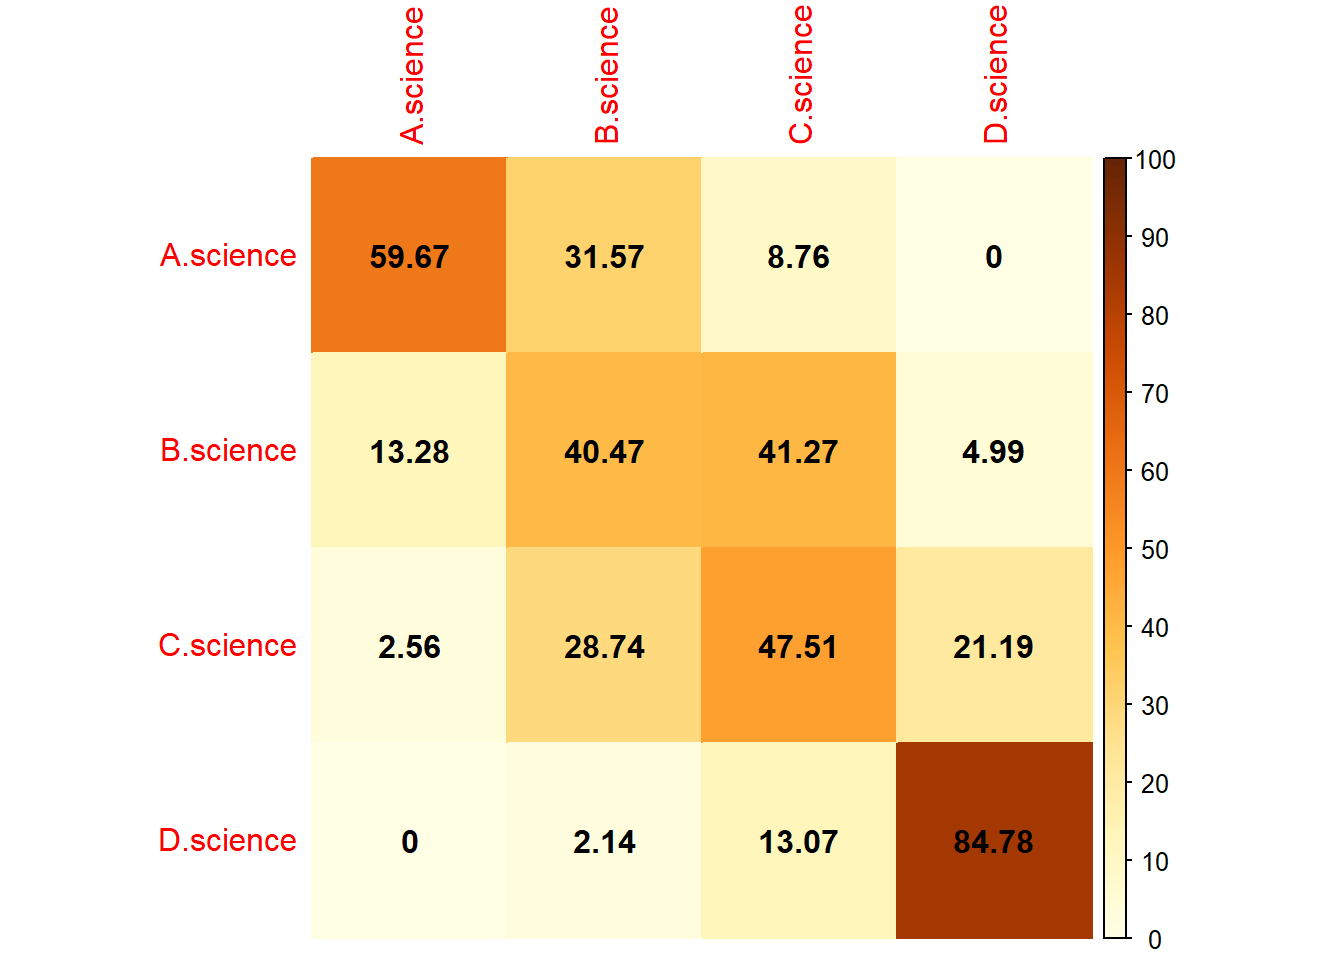 A.science B.science C.science D.science
A.science 59.67 31.57 8.76 0
B.science 13.28 40.47 41.27 4.99
C.science 2.56 28.74 47.51 21.19
D.science 0 2.14 13.07 84.78
100
90
80
70
60
50
40
30
20
10
0